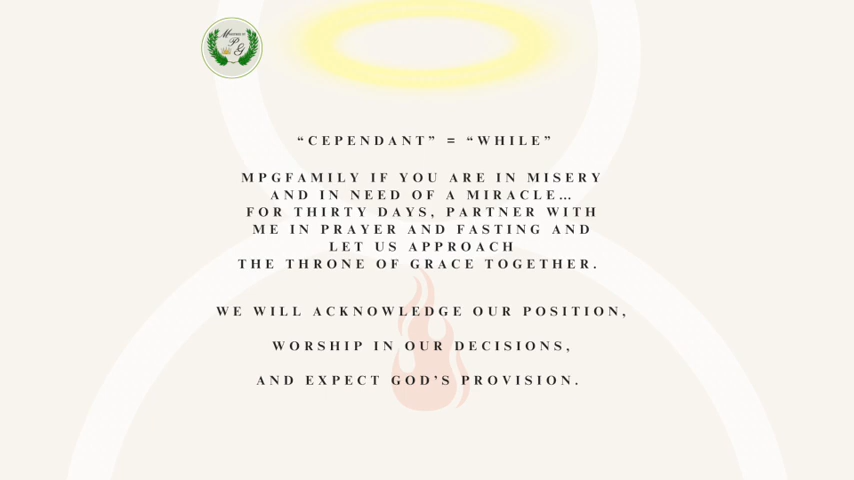 P
G
“CEPENDANT” = “WHILE”
MPGFAMILY IF YOU ARE IN MISERY
AND IN NEED OF A MIRACLE...
FOR THIRTY DAYS, PARTNER WITH
ME IN PRAYER AND FASTING AND
LET US APPROACH
THE THRONE OF GRACE TOGETHER.
WE WILL ACKNOWLEDGE OUR POSITION,
WORSHIP IN OUR DECISIONS,
AND EXPECT GOD’S PROVISION.